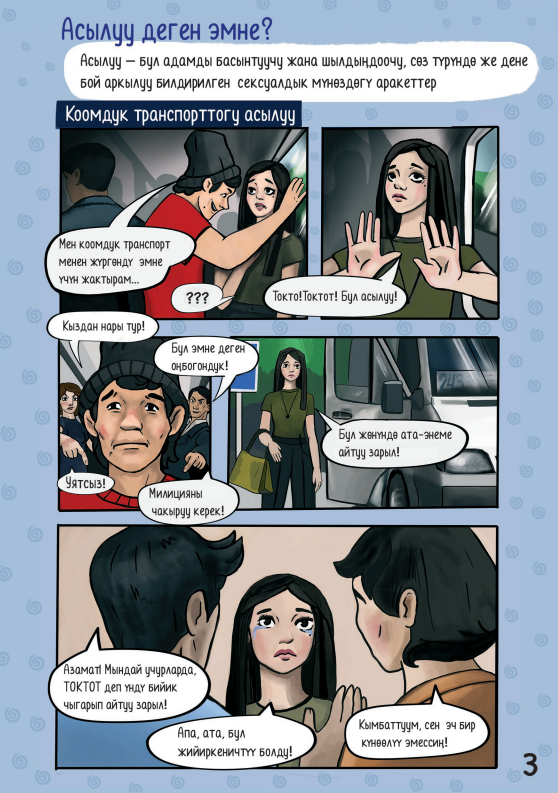 Асылуу деген эмне?
Асылуу – бул адамды басынтуучу жана шылдыңдоочу, сөз түрүндө же дене
бой аркылуу билдирилген сексуалдык мүнөздөгү аракеттер
Коомдук транспорттогу асылуу
Мен коомдук транспорт
менен жүргөндү эмне
үчүн жактырам...
???
Токто!Токтот! Бул асылуу!
Кыздан нары тур!
Бул эмне деген
оңбогондук!
243
Бул жөнүндө ата-энеме
айтуу зарыл!
Уятсыз!
Милицияны
чакыруу керек!
Азамат! Мындай учурларда,
ТОКТОТ деп үндү бийик
чыгарып айтуу зарыл!
Апа, ата, бул
жийиркеничтүү болду!
Кымбаттуум, сен эч бир
күнөөлүү эмессиң!
3